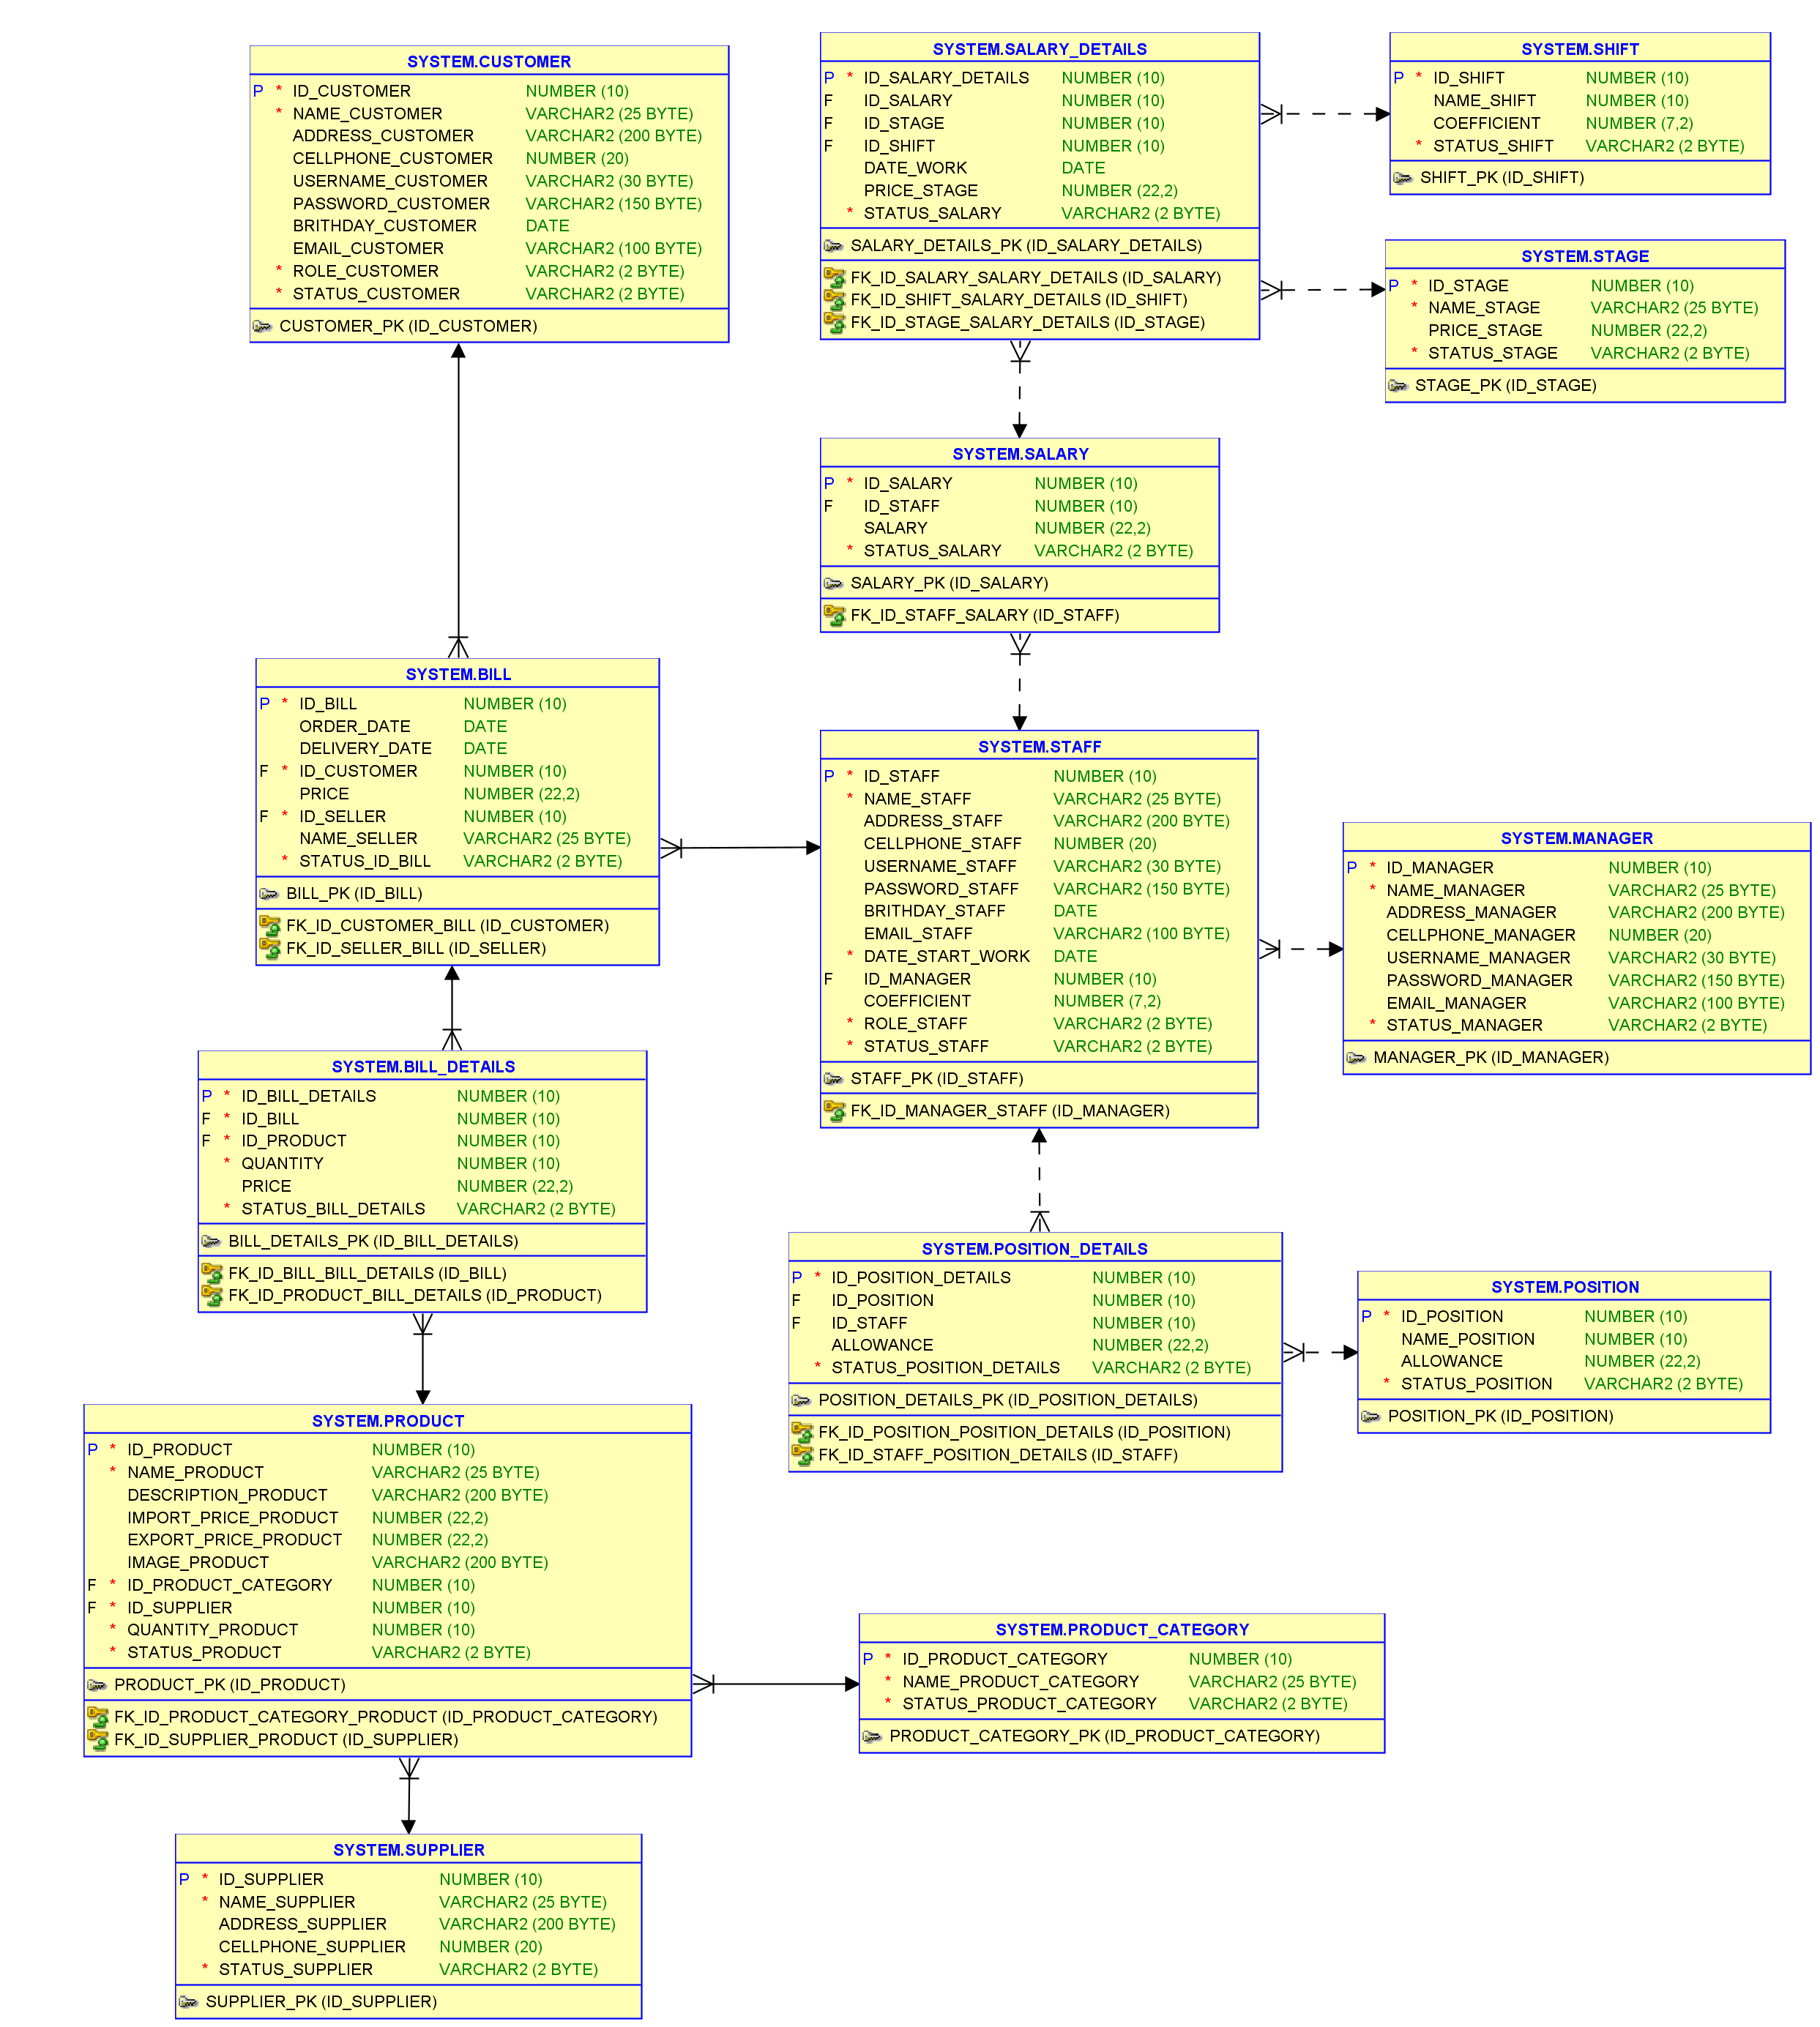 SYSTEM.CUSTOMER
P * ID_CUSTOMER NUMBER (10)
* NAME_CUSTOMER VARCHAR2 (25 BYTE)
ADDRESS_CUSTOMER VARCHAR2 (200 BYTE)
CELLPHONE_CUSTOMER NUMBER (20)
USERNAME_CUSTOMER VARCHAR2 (30 BYTE)
PASSWORD_CUSTOMER VARCHAR2 (150 BYTE)
BRITHDAY_CUSTOMER DATE
EMAIL_CUSTOMER VARCHAR2 (100 BYTE)
* ROLE_CUSTOMER VARCHAR2 (2 BYTE)
* STATUS_CUSTOMER VARCHAR2 (2 BYTE)
CUSTOMER_PK (ID_CUSTOMER)
SYSTEM.SALARY_DETAILS
P * ID_SALARY_DETAILS NUMBER (10)
F ID_SALARY NUMBER (10)
F ID_STAGE NUMBER (10)
F ID_SHIFT NUMBER (10)
DATE_WORK DATE
PRICE_STAGE NUMBER (22,2)
* STATUS_SALARY VARCHAR2 (2 BYTE)
SALARY_DETAILS_PK (ID_SALARY_DETAILS)
FK_ID_SALARY_SALARY_DETAILS (ID_SALARY)
FK_ID_SHIFT_SALARY_DETAILS (ID_SHIFT)
FK_ID_STAGE_SALARY_DETAILS (ID_STAGE)
SYSTEM.SHIFT
P * ID_SHIFT NUMBER (10)
NAME_SHIFT NUMBER (10)
COEFFICIENT NUMBER (7,2)
* STATUS_SHIFT VARCHAR2 (2 BYTE)
SHIFT_PK (ID_SHIFT)
SYSTEM.STAGE
P * ID_STAGE NUMBER (10)
* NAME_STAGE VARCHAR2 (25 BYTE)
PRICE_STAGE NUMBER (22,2)
* STATUS_STAGE VARCHAR2 (2 BYTE)
STAGE_PK (ID_STAGE)
SYSTEM.SALARY
P * ID_SALARY NUMBER (10)
F ID_STAFF NUMBER (10)
SALARY NUMBER (22,2)
* STATUS_SALARY VARCHAR2 (2 BYTE)
SALARY_PK (ID_SALARY)
FK_ID_STAFF_SALARY (ID_STAFF)
SYSTEM.BILL
P * ID_BILL NUMBER (10)
ORDER_DATE DATE
DELIVERY_DATE DATE
F * ID_CUSTOMER NUMBER (10)
PRICE NUMBER (22,2)
F * ID_SELLER NUMBER (10)
NAME_SELLER VARCHAR2 (25 BYTE)
* STATUS_ID_BILL VARCHAR2 (2 BYTE)
BILL_PK (ID_BILL)
FK_ID_CUSTOMER_BILL (ID_CUSTOMER)
FK_ID_SELLER_BILL (ID_SELLER)
SYSTEM.STAFF
P * ID_STAFF NUMBER (10)
* NAME_STAFF VARCHAR2 (25 BYTE)
ADDRESS_STAFF VARCHAR2 (200 BYTE)
CELLPHONE_STAFF NUMBER (20)
USERNAME_STAFF VARCHAR2 (30 BYTE)
PASSWORD_STAFF VARCHAR2 (150 BYTE)
BRITHDAY_STAFF DATE
EMAIL_STAFF VARCHAR2 (100 BYTE)
* DATE_START_WORK DATE
F ID_MANAGER NUMBER (10)
COEFFICIENT NUMBER (7,2)
* ROLE_STAFF VARCHAR2 (2 BYTE)
* STATUS_STAFF VARCHAR2 (2 BYTE)
STAFF_PK (ID_STAFF)
FK_ID_MANAGER_STAFF (ID_MANAGER)
SYSTEM.MANAGER
P * ID_MANAGER NUMBER (10)
* NAME_MANAGER VARCHAR2 (25 BYTE)
ADDRESS_MANAGER VARCHAR2 (200 BYTE)
CELLPHONE_MANAGER NUMBER (20)
USERNAME_MANAGER VARCHAR2 (30 BYTE)
PASSWORD_MANAGER VARCHAR2 (150 BYTE)
EMAIL_MANAGER VARCHAR2 (100 BYTE)
* STATUS_MANAGER VARCHAR2 (2 BYTE)
MANAGER_PK (ID_MANAGER)
SYSTEM.BILL_DETAILS
P * ID_BILL_DETAILS NUMBER (10)
F * ID_BILL NUMBER (10)
F * ID_PRODUCT NUMBER (10)
* QUANTITY NUMBER (10)
PRICE NUMBER (22,2)
* STATUS_BILL_DETAILS VARCHAR2 (2 BYTE)
BILL_DETAILS_PK (ID_BILL_DETAILS)
FK_ID_BILL_BILL_DETAILS (ID_BILL)
FK_ID_PRODUCT_BILL_DETAILS (ID_PRODUCT)
SYSTEM.POSITION_DETAILS
P * ID_POSITION_DETAILS NUMBER (10)
F ID_POSITION NUMBER (10)
F ID_STAFF NUMBER (10)
ALLOWANCE NUMBER (22,2)
* STATUS_POSITION_DETAILS VARCHAR2 (2 BYTE)
POSITION_DETAILS_PK (ID_POSITION_DETAILS)
FK_ID_POSITION_POSITION_DETAILS (ID_POSITION)
FK_ID_STAFF_POSITION_DETAILS (ID_STAFF)
SYSTEM.POSITION
P * ID_POSITION NUMBER (10)
NAME_POSITION NUMBER (10)
ALLOWANCE NUMBER (22,2)
* STATUS_POSITION VARCHAR2 (2 BYTE)
POSITION_PK (ID_POSITION)
SYSTEM.PRODUCT
P * ID_PRODUCT NUMBER (10)
* NAME_PRODUCT VARCHAR2 (25 BYTE)
DESCRIPTION_PRODUCT VARCHAR2 (200 BYTE)
IMPORT_PRICE_PRODUCT NUMBER (22,2)
EXPORT_PRICE_PRODUCT NUMBER (22,2)
IMAGE_PRODUCT VARCHAR2 (200 BYTE)
F * ID_PRODUCT_CATEGORY NUMBER (10)
F * ID_SUPPLIER NUMBER (10)
* QUANTITY_PRODUCT NUMBER (10)
* STATUS_PRODUCT VARCHAR2 (2 BYTE)
PRODUCT_PK (ID_PRODUCT)
FK_ID_PRODUCT_CATEGORY_PRODUCT (ID_PRODUCT_CATEGORY)
FK_ID_SUPPLIER_PRODUCT (ID_SUPPLIER)
SYSTEM.PRODUCT_CATEGORY
P * ID_PRODUCT_CATEGORY NUMBER (10)
* NAME_PRODUCT_CATEGORY VARCHAR2 (25 BYTE)
* STATUS_PRODUCT_CATEGORY VARCHAR2 (2 BYTE)
PRODUCT_CATEGORY_PK (ID_PRODUCT_CATEGORY)
SYSTEM.SUPPLIER
P * ID_SUPPLIER NUMBER (10)
* NAME_SUPPLIER VARCHAR2 (25 BYTE)
ADDRESS_SUPPLIER VARCHAR2 (200 BYTE)
CELLPHONE_SUPPLIER NUMBER (20)
* STATUS_SUPPLIER VARCHAR2 (2 BYTE)
SUPPLIER_PK (ID_SUPPLIER)